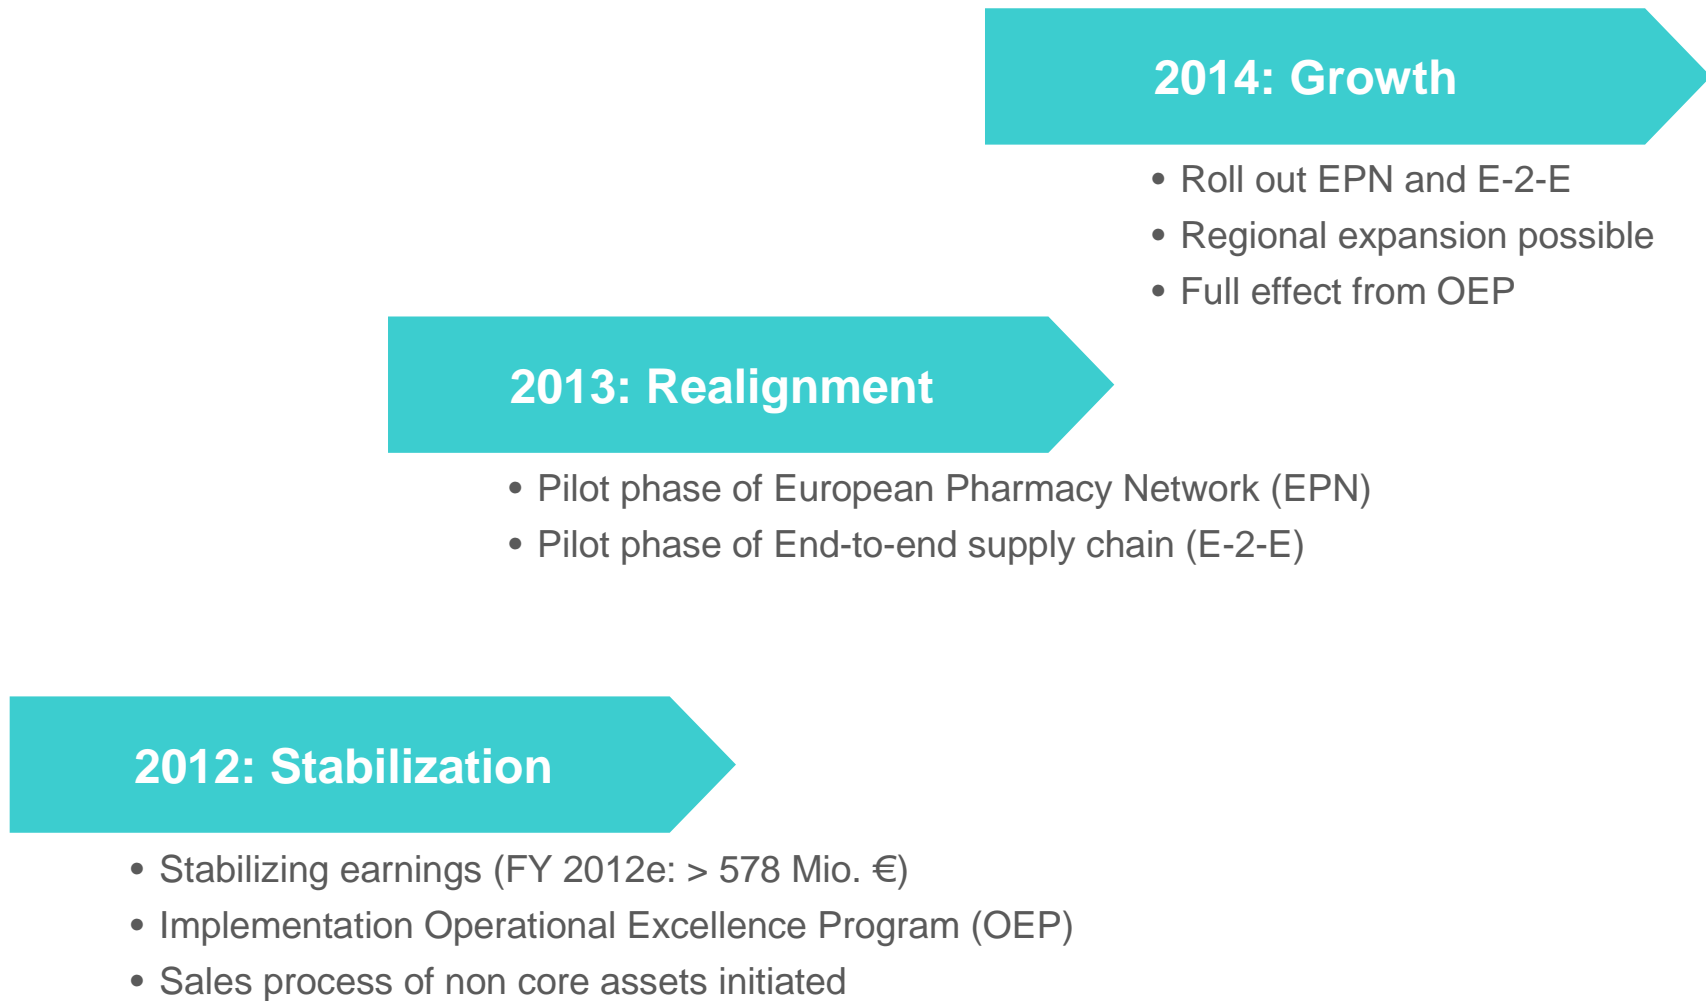 2014: Growth
• Roll out EPN and E-2-E
• Regional expansion possible
• Full effect from OEP
2013: Realignment
• Pilot phase of European Pharmacy Network (EPN)
• Pilot phase of End-to-end supply chain (E-2-E)
2012: Stabilization
• Stabilizing earnings (FY 2012e: > 578 Mio. €)
• Implementation Operational Excellence Program (OEP)
• Sales process of non core assets initiated